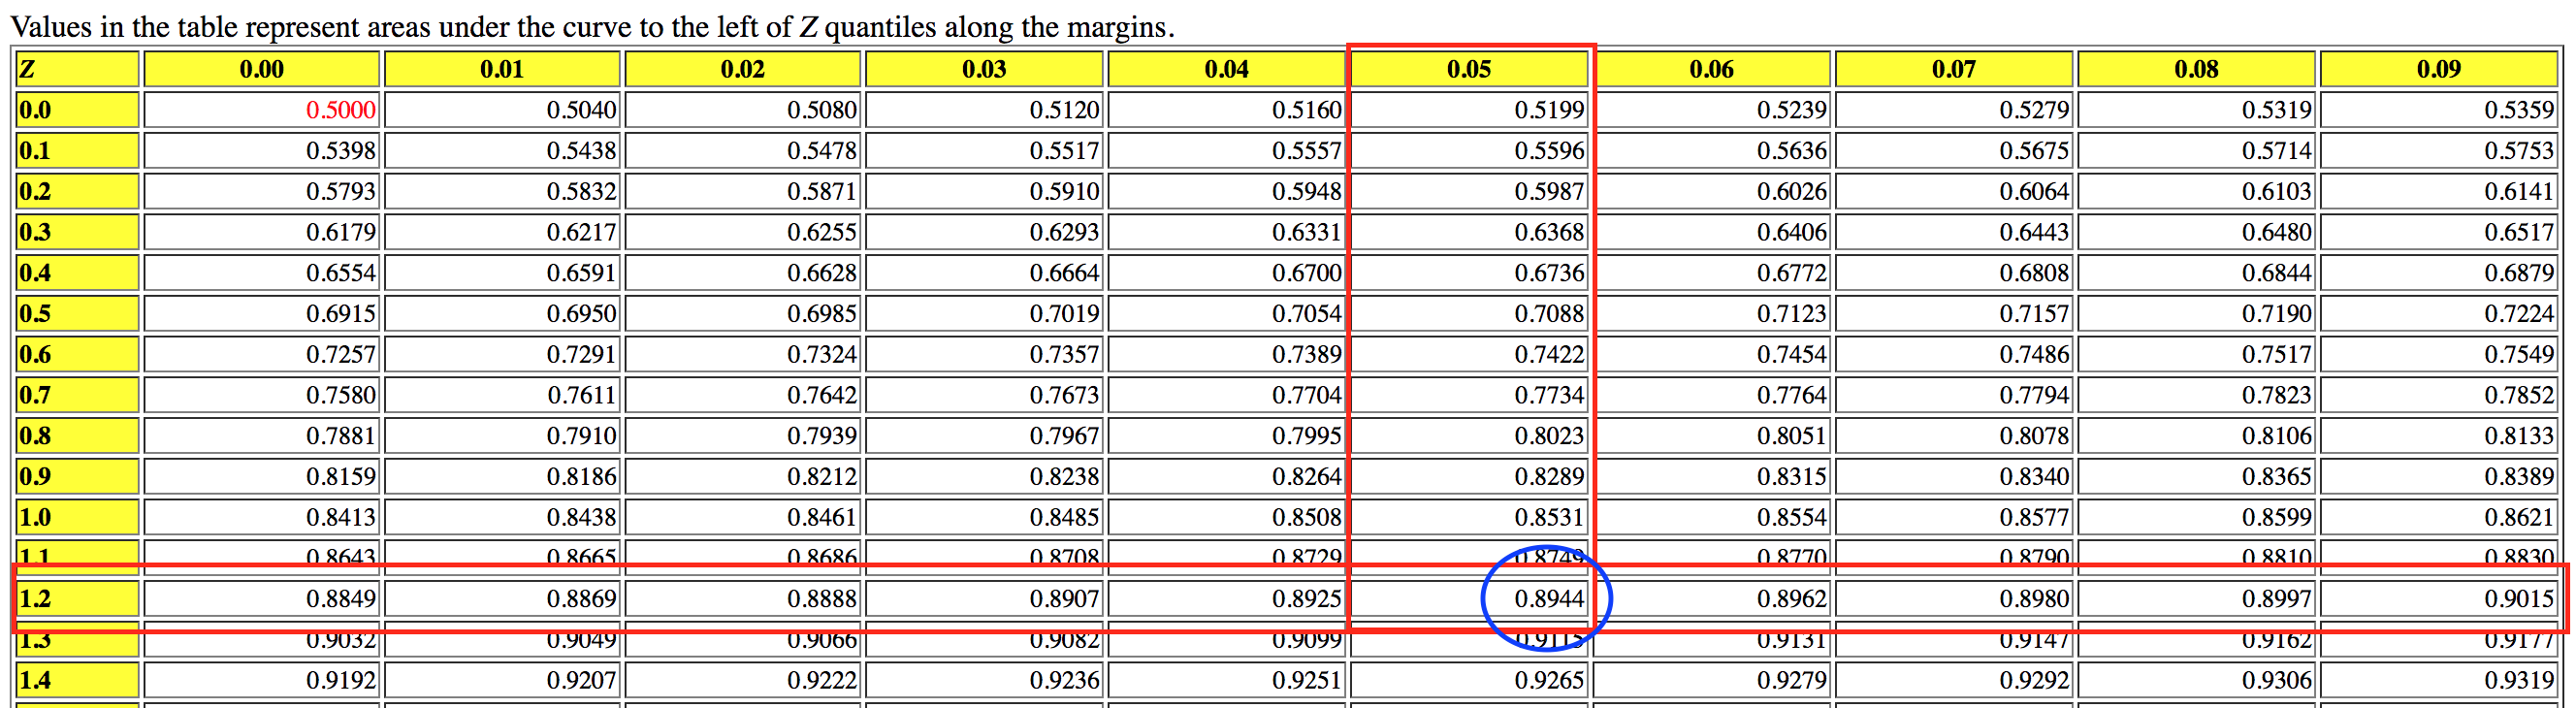 Values in the table represent areas under the curve to the left of Z quantiles along the margins.
Z 0.00 0.01 0.02 0.03 0.04 0.05 0.06 0.07 0.08 0.09
0.0 0.5000 0.5040 0.5080 0.5120 0.5160 0.5199 0.5239 0.5279 0.5319 0.5359
0.1 0.5398 0.5438 0.5478 0.5517 0.5557 0.5596 0.5636 0.5675 0.5714 0.5753
0.2 0.5793 0.5832 0.5871 0.5910 0.5948 0.5987 0.6026 0.6064 0.6103 0.6141
0.3 0.6179 0.6217 0.6255 0.6293 0.6331 0.6368 0.6406 0.6443 0.6480 0.6517
0.4 0.6554 0.6591 0.6628 0.6664 0.6700 0.6736 0.6772 0.6808 0.6844 0.6879
0.5 0.6915 0.6950 0.6985 0.7019 0.7054 0.7088 0.7123 0.7157 0.7190 0.7224
0.6 0.7257 0.7291 0.7324 0.7357 0.7389 0.7422 0.7454 0.7486 0.7517 0.7549
0.7 0.7580 0.7611 0.7642 0.7673 0.7704 0.7734 0.7764 0.7794 0.7823 0.7852
0.8 0.7881 0.7910 0.7939 0.7967 0.7995 0.8023 0.8051 0.8078 0.8106 0.8133
0.9 0.8159 0.8186 0.8212 0.8238 0.8264 0.8289 0.8315 0.8340 0.8365 0.8389
1.0 0.8413 0.8438 0.8461 0.8485 0.8508 0.8531 0.8554 0.8577 0.8599 0.8621
1.1 0.8643 0.8665 0.8686 0.8708 0.8729 0.8749 0.8770 0.8790 0.8810 0.8830
1.2 0.8849 0.8869 0.8888 0.8907 0.8925 0.8944 0.8962 0.8980 0.8997 0.9015
1.3 0.9032 0.9049 0.9066 0.9082 0.9099 0.9115 0.9131 0.9147 0.9162 0.9177
1.4 0.9192 0.9207 0.9222 0.9236 0.9251 0.9265 0.9279 0.9292 0.9306 0.9319